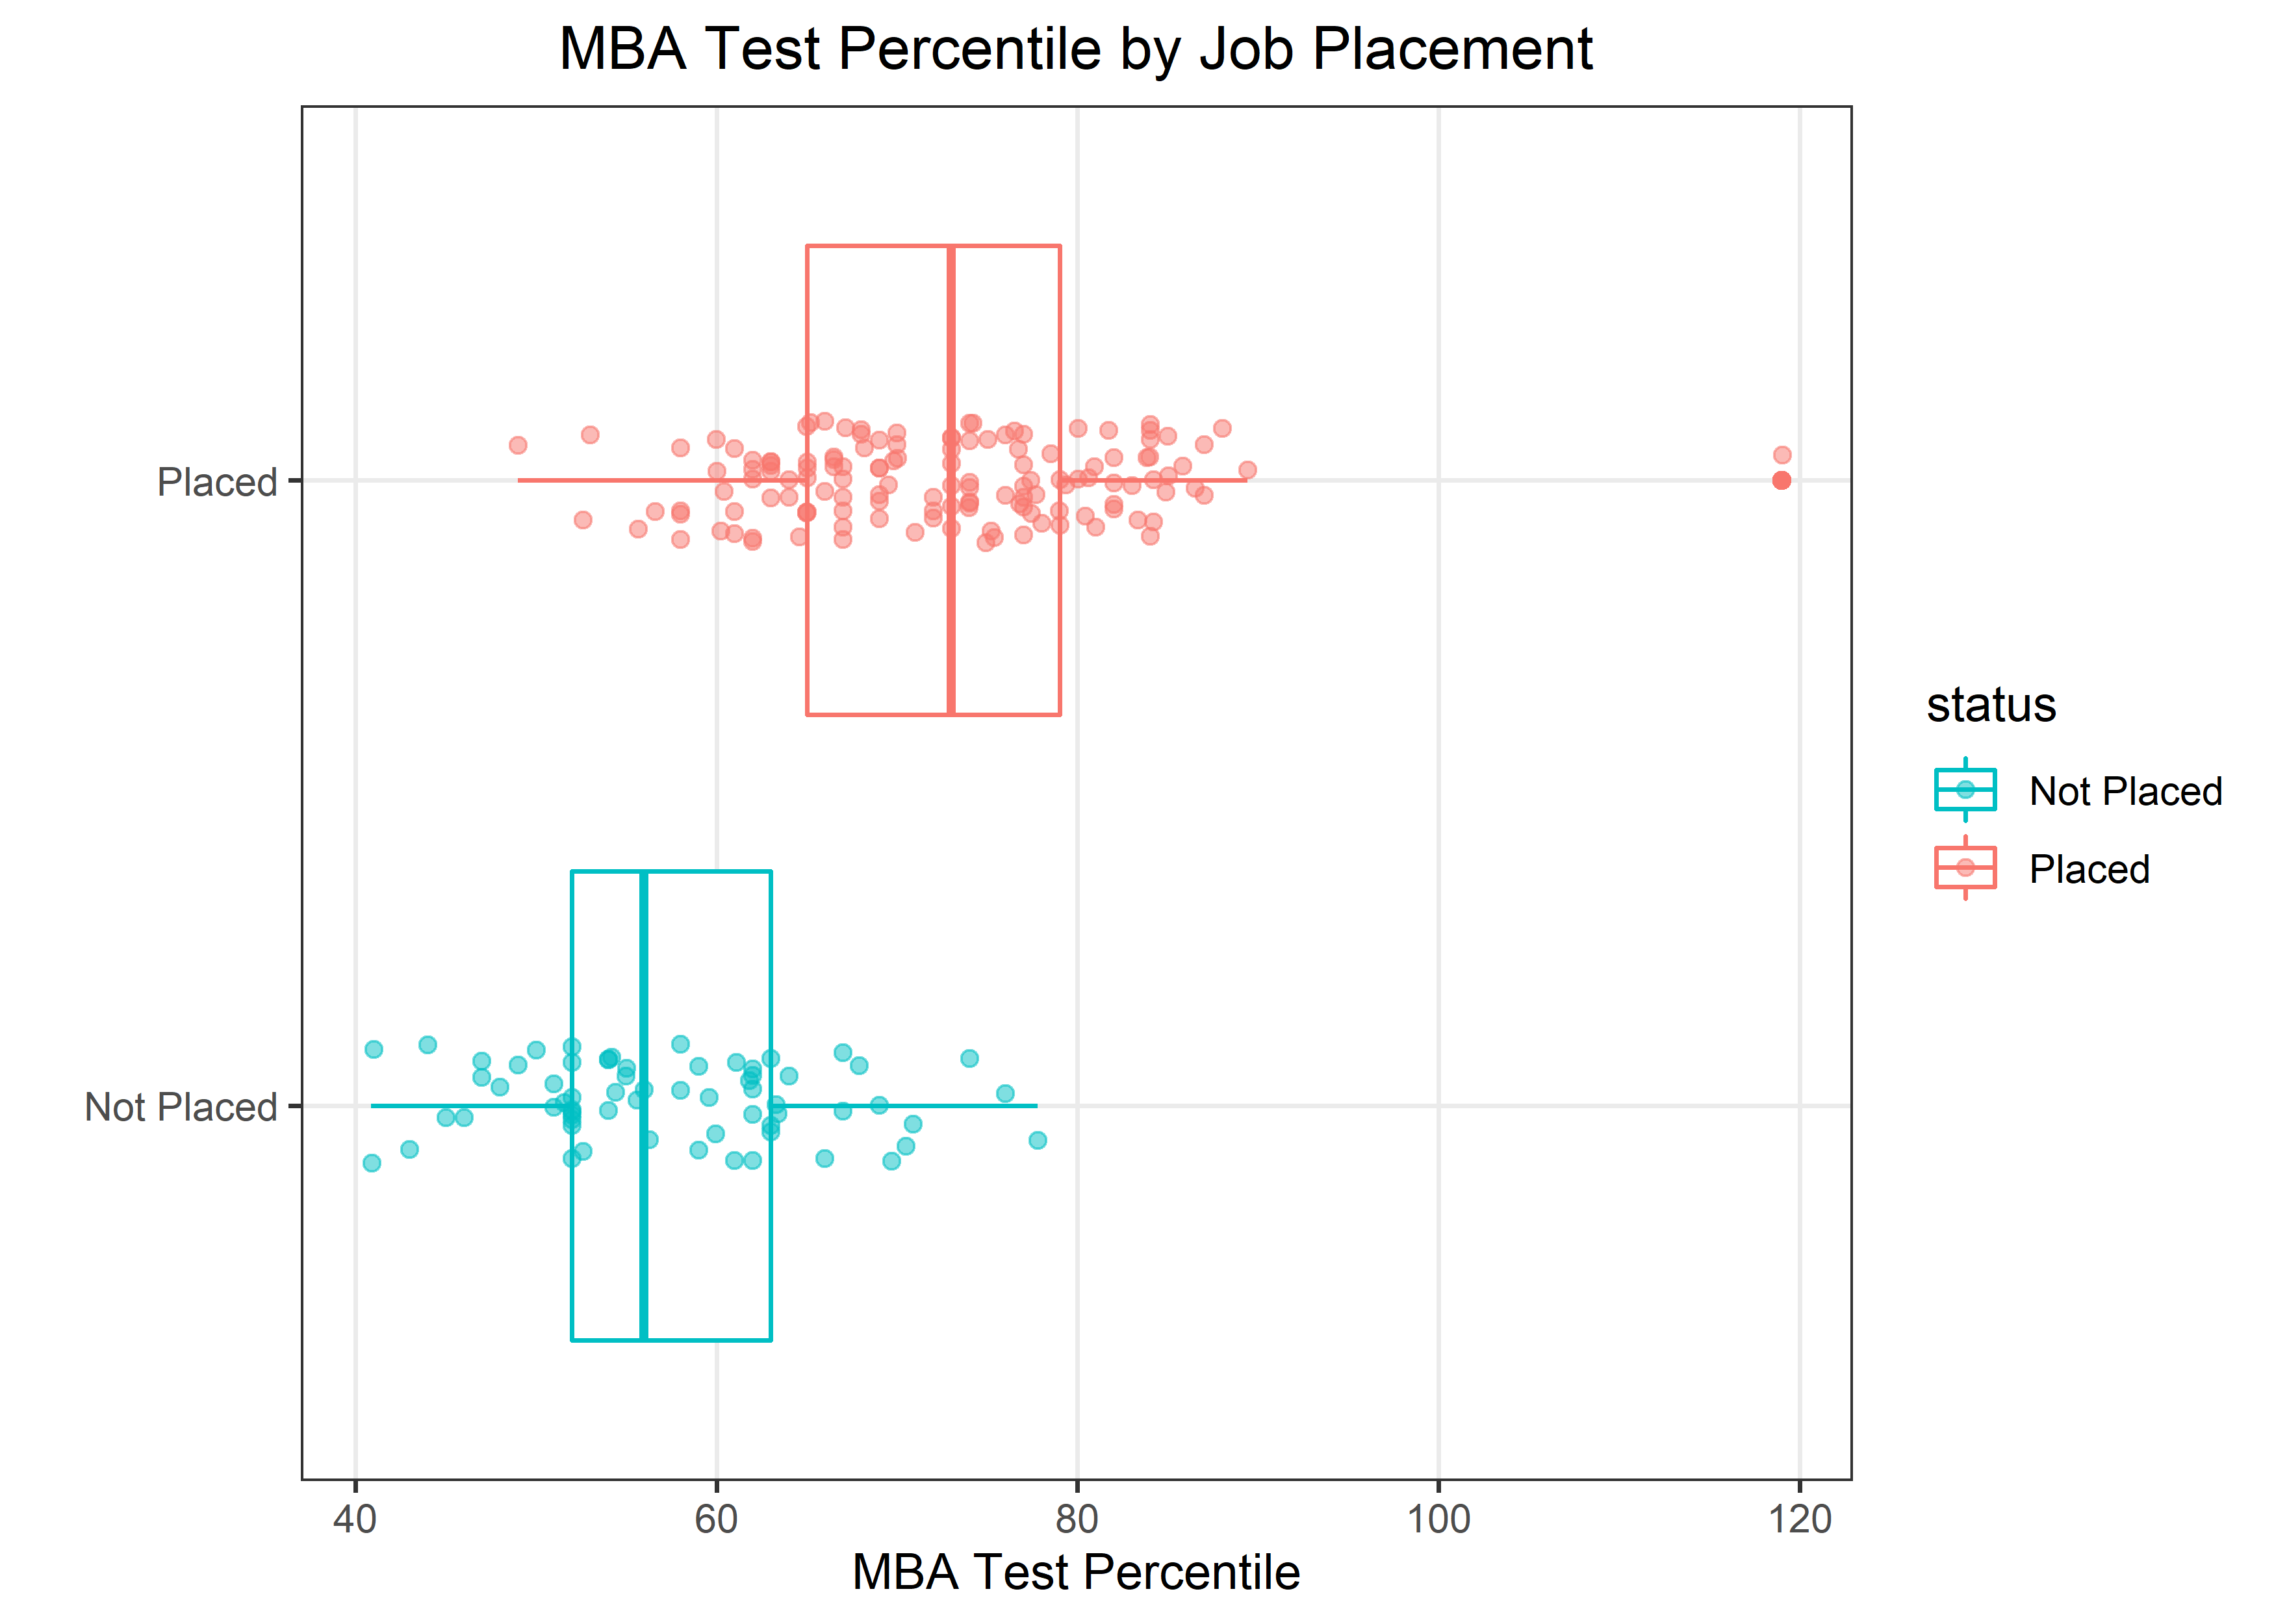 MBA Test Percentile by Job Placement
Placed
Not Placed
40
60
80
100
120
MBA Test Percentile
status
Not Placed
Placed